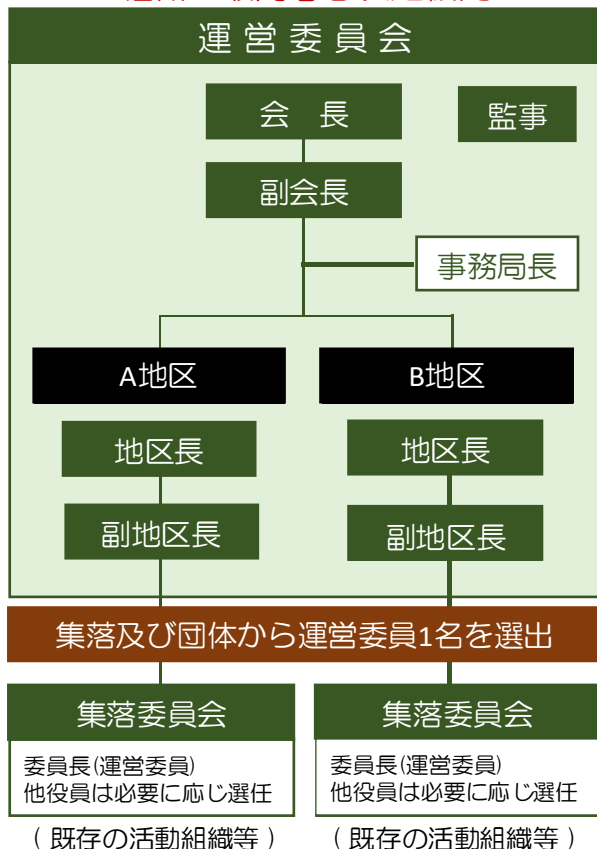 運営委員会
会 長
監事
副会長
事務局長
A地区
B地区
地区長
地区長
副地区長
副地区長
集落及び団体から運営委員1名を選出
集落委員会
集落委員会
委員長(運営委員)
他役員は必要に応じ選任
委員長(運営委員)
他役員は必要に応じ選任
( 既存の活動組織等 )
( 既存の活動組織等 )